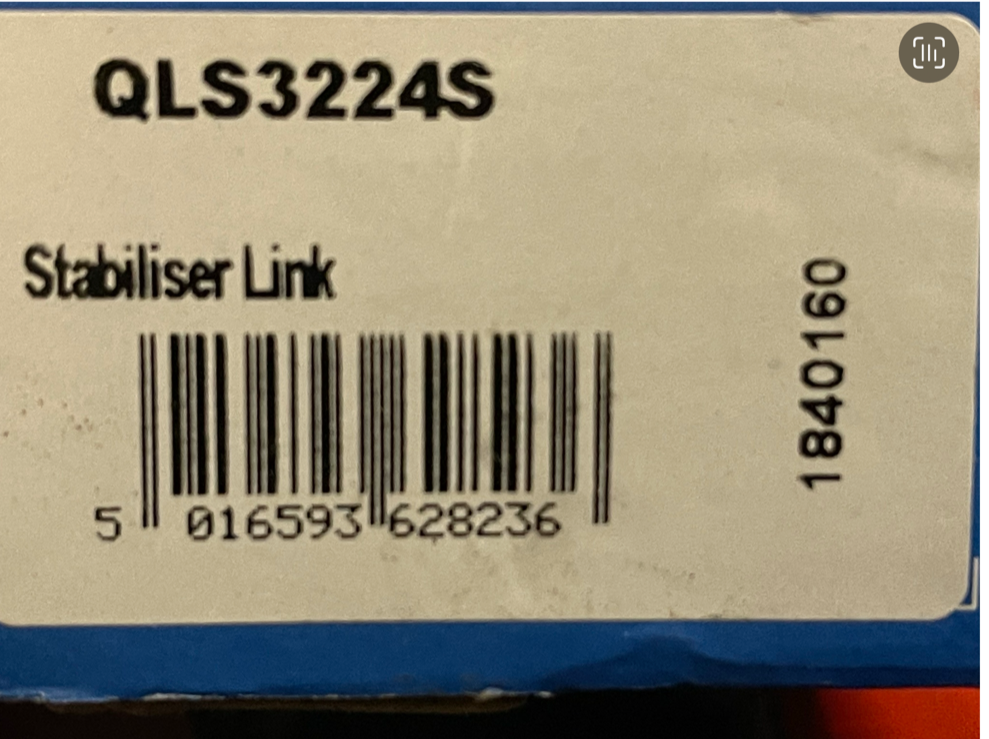 QLS3224S
Stabiliser Link
5 016593 628236
1840160